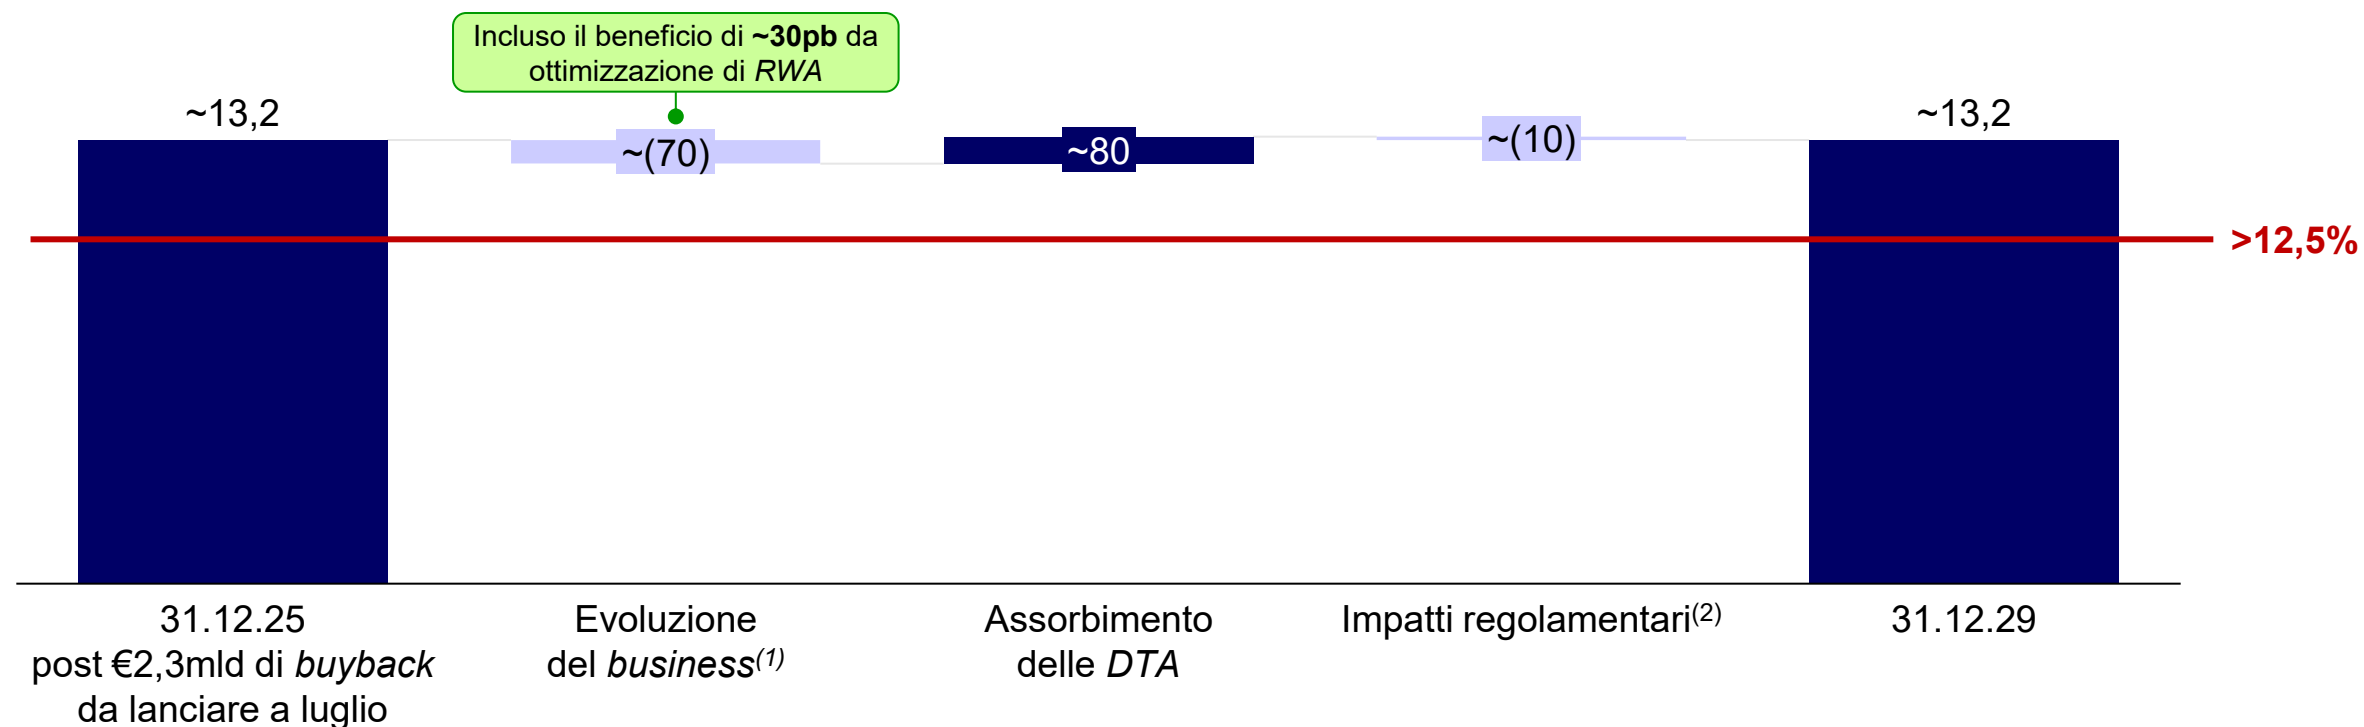 Incluso il beneficio di ~30pb da
ottimizzazione di RWA
~13,2
~(70)
~80
~(10)
~13,2
>12,5%
31.12.25
post €2,3mld di buyback
da lanciare a luglio
Evoluzione
del business(1)
Assorbimento
delle DTA
Impatti regolamentari(2)
31.12.29